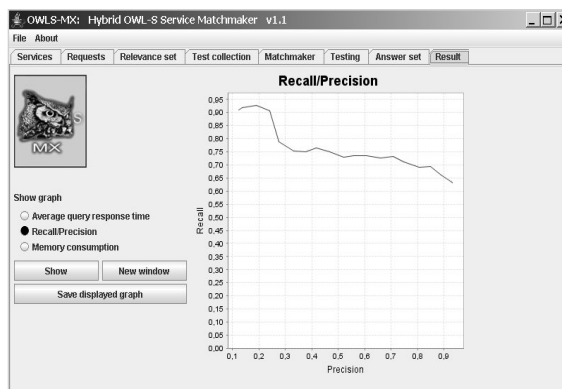 OWLS-MX: Hybrid OWL-S Service Matchmaker v1.1
File About
Services Requests Relevance set Test collection Matchmaker Testing Answer set Result
S
MX
Show graph
Average query response time
Recall/Precision
Memory consumption
Show New window
Save displayed graph
Recall/Precision
Recall
0,95
0,90
0,85
0,80
0,75
0,70
0,65
0,60
0,55
0,50
0,45
0,40
0,35
0,30
0,25
0,20
0,15
0,10
0,05
0,00
0,1 0,2 0,3 0,4 0,5 0,6 0,7 0,8 0,9
Precision